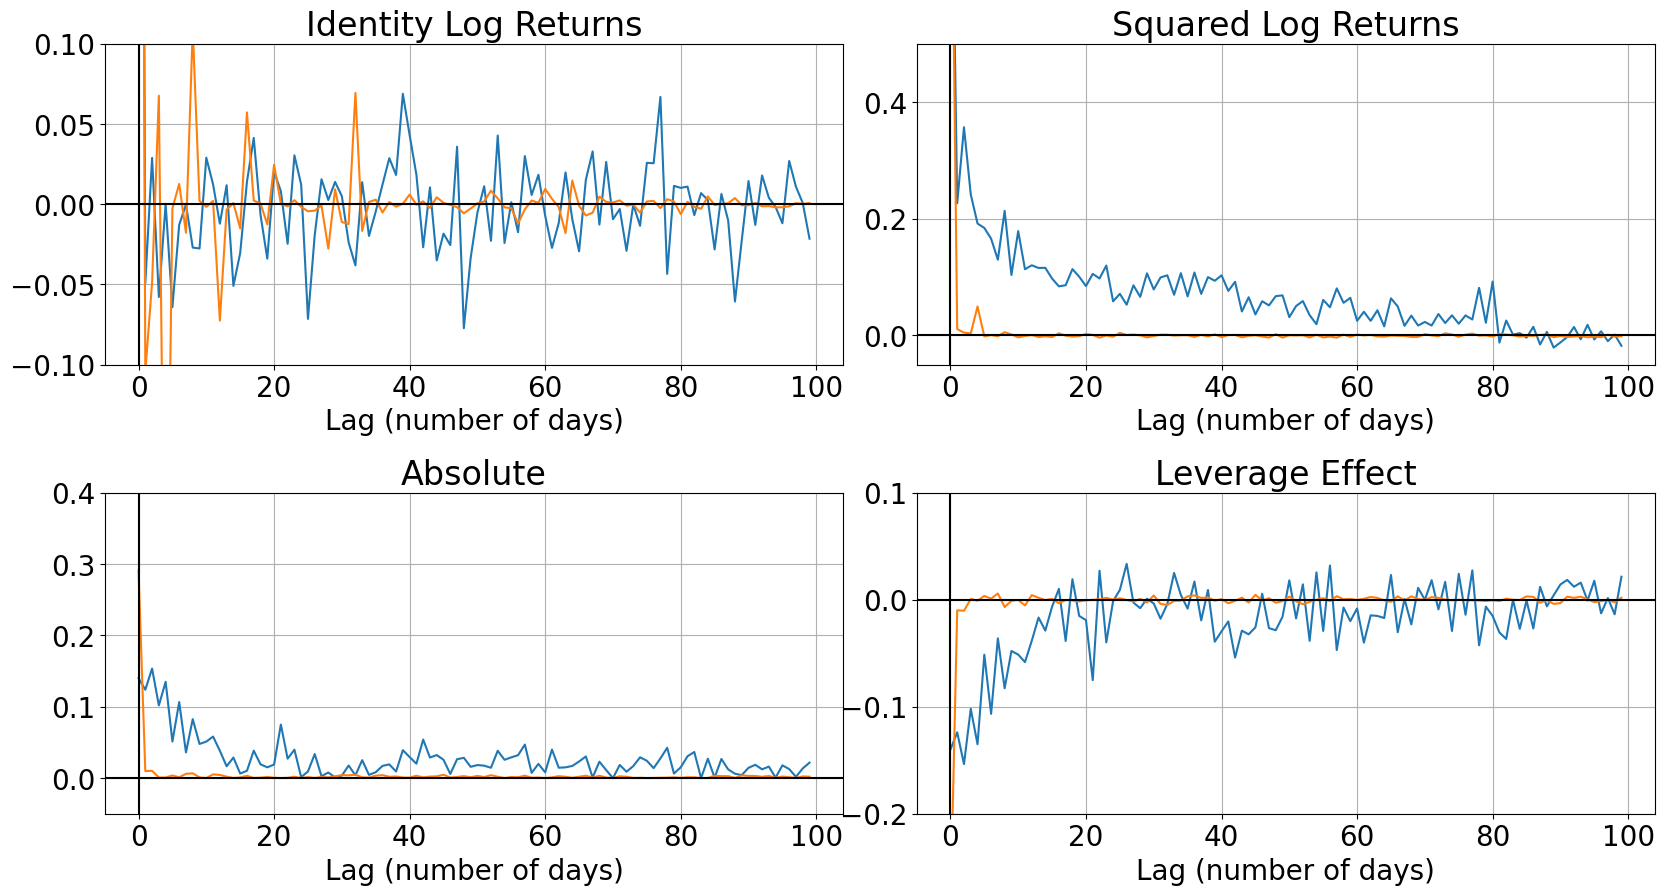 Identity Log Returns
0.10
0.05
0.00
−0.05
−0.10
0 20 40 60 80 100
Lag (number of days)
Squared Log Returns
0.4
0.2
0.0
0 20 40 60 80 100
Lag (number of days)
Absolute
0.4
0.3
0.2
0.1
0.0
0 20 40 60 80 100
Lag (number of days)
Leverage Effect
0.1
0.0
−0.1
−0.2
0 20 40 60 80 100
Lag (number of days)